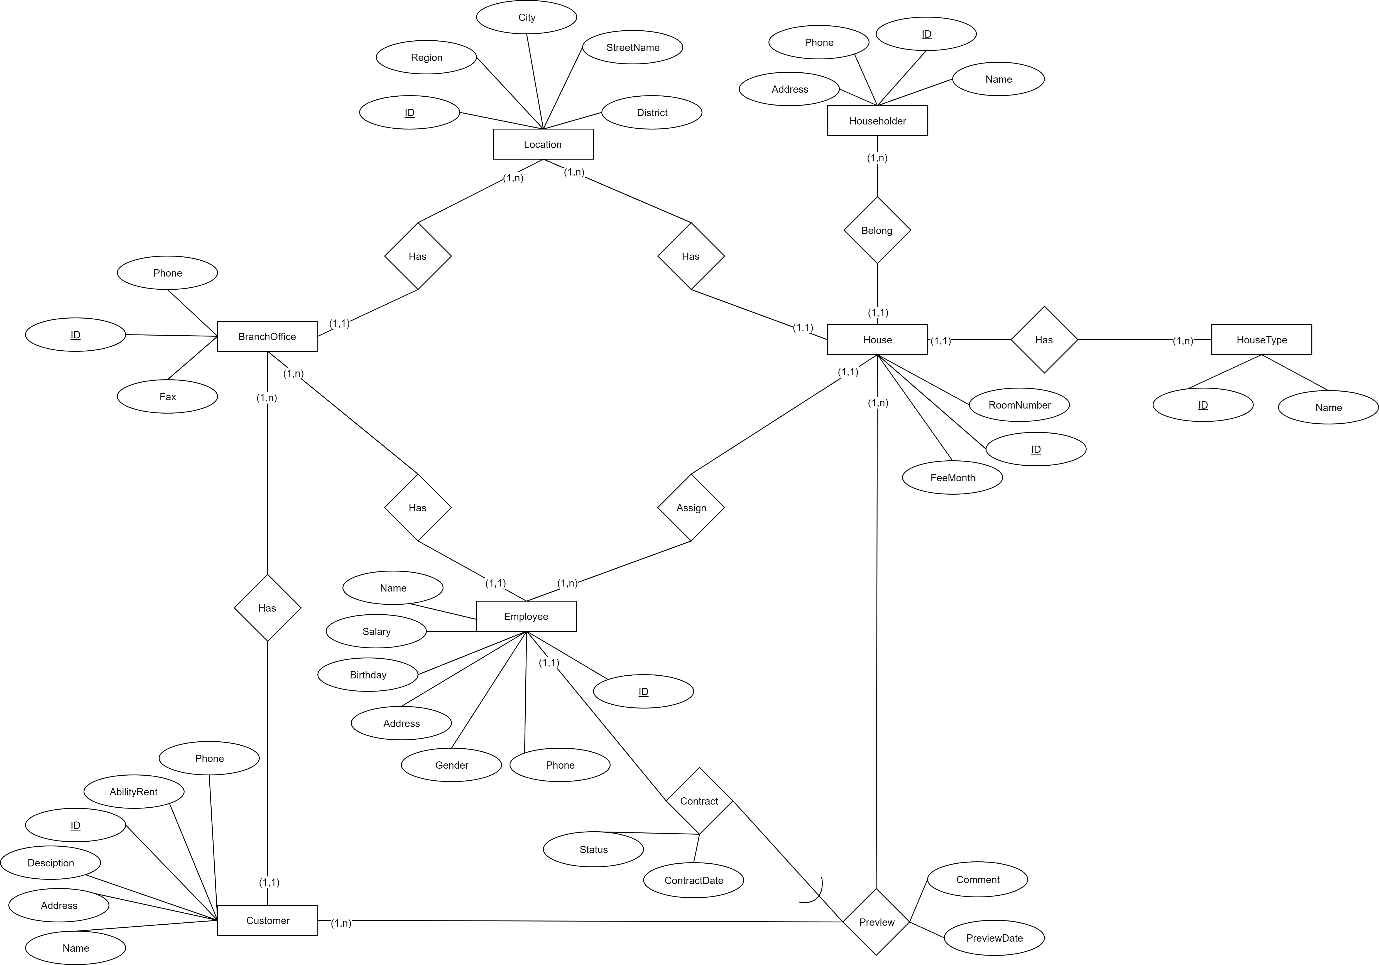 City
StreetName
Region
ID
District
Location
(1,n)
(1,n)
Phone
ID
Address
Name
Householder
(1,n)
Belong
(1,1)
Has
Has
Phone
ID
Fax
BranchOffice
(1,1)
(1,1)
House
(1,1)
Has
(1,n)
HouseType
ID
Name
(1,n)
(1,n)
(1,1)
(1,n)
RoomNumber
ID
FeeMonth
Has
Assign
(1,1)
(1,n)
Has
Name
Salary
Birthday
Address
Gender
Phone
ID
Employee
(1,1)
Contract
Status
ContractDate
Phone
AbilityRent
ID
Desciption
Address
Name
(1,1)
Customer
(1,n)
Preview
Comment
PreviewDate